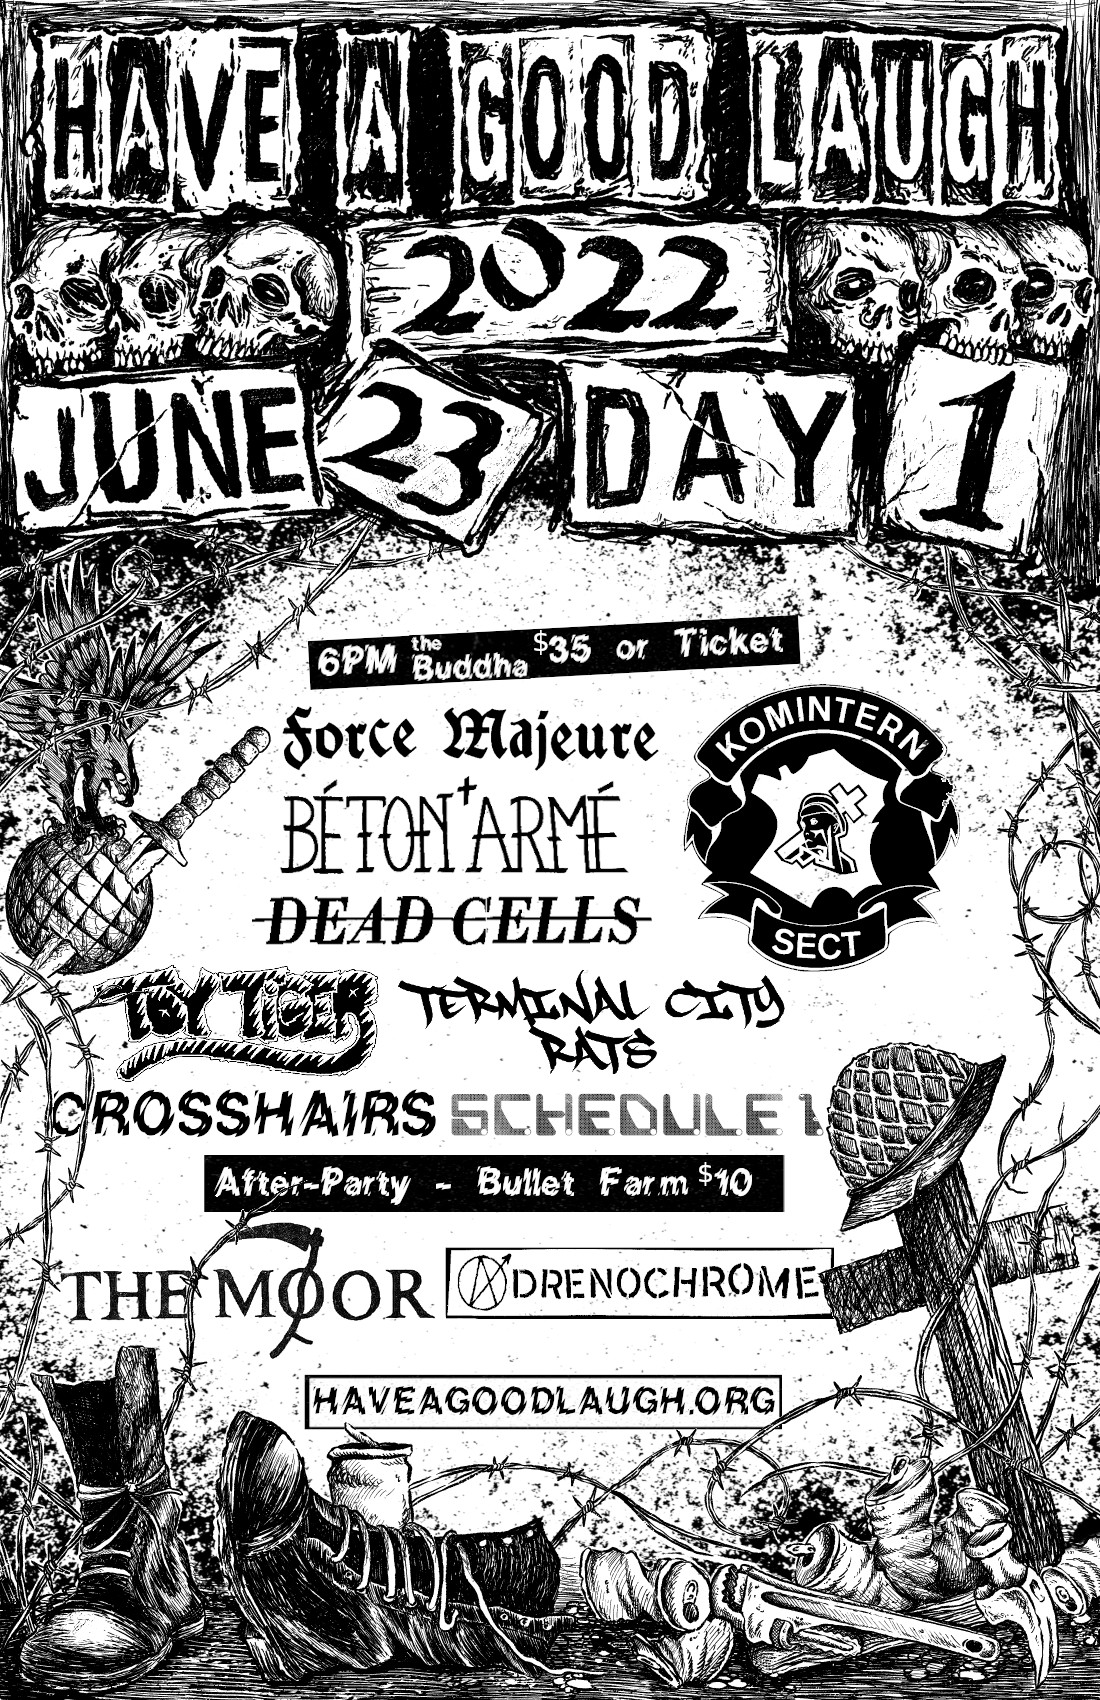 HAVE A GOOD LAUGH
2022
JUNE 23 DAY 1
6PM the Buddha $35 or Ticket
Force Majeure
KOMINTERN
SECT
BÉTON ARMÉ
DEAD CELLS
TOY TIGER
TERMINAL CITY
RATS
CROSSHAIRS
SCHEDULE 1
After-Party - Bullet Farm $10
THE MOOR
ADRENOCHROME
HAVEAGOODLAUGH.ORG